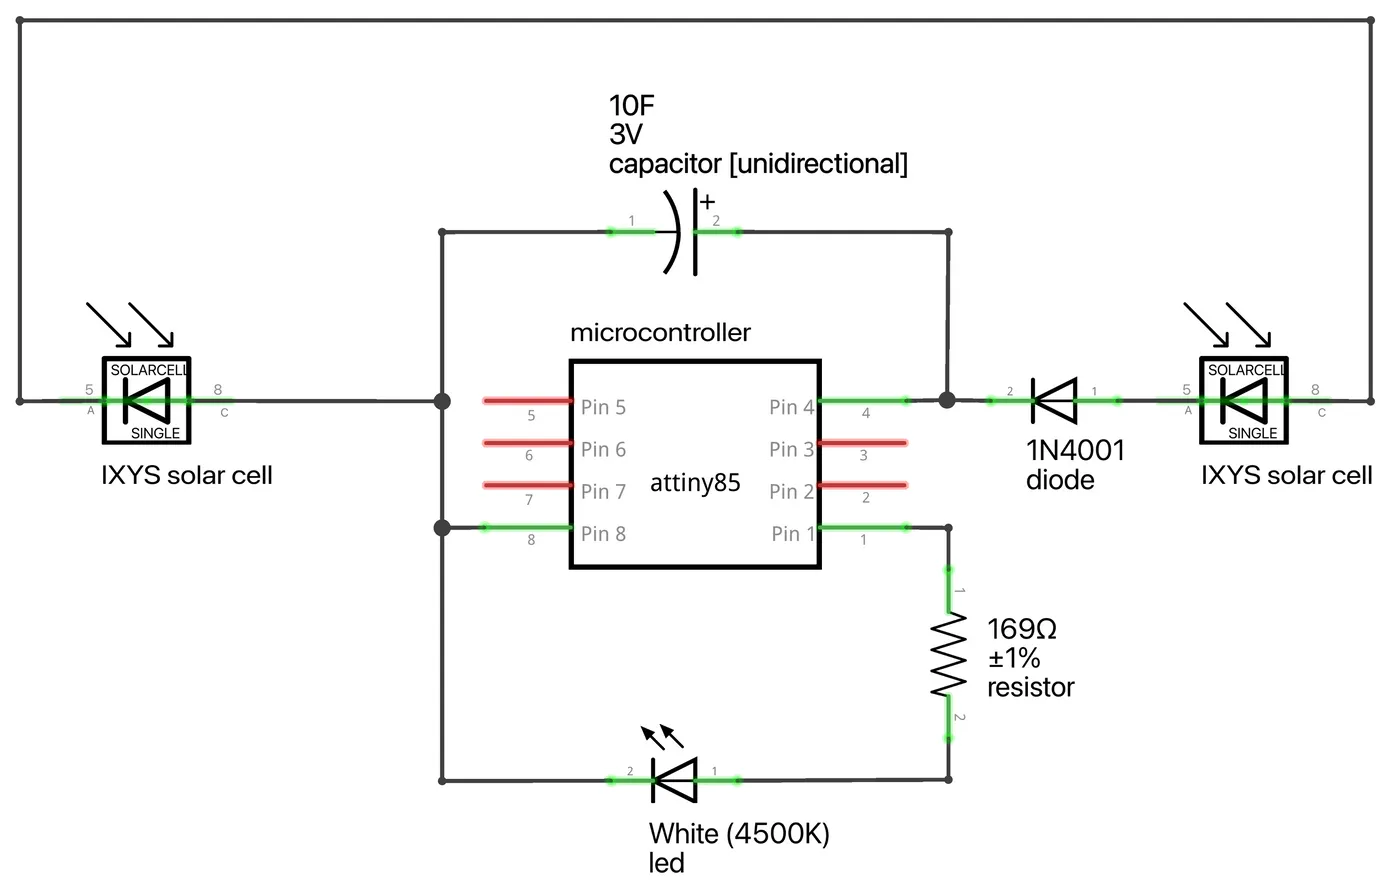 10F
3V
capacitor [unidirectional]
+
1
2
microcontroller
SOLARCELL
5
8
A
C
SINGLE
IXYS solar cell
Pin 5
5
Pin 6
6
Pin 7
7
Pin 8
8
attiny85
Pin 4
4
Pin 3
3
Pin 2
2
Pin 1
1
2
1
1N4001
diode
SOLARCELL
5
8
A
C
SINGLE
IXYS solar cell
1
169Ω
±1%
resistor
2
2
1
White (4500K)
led